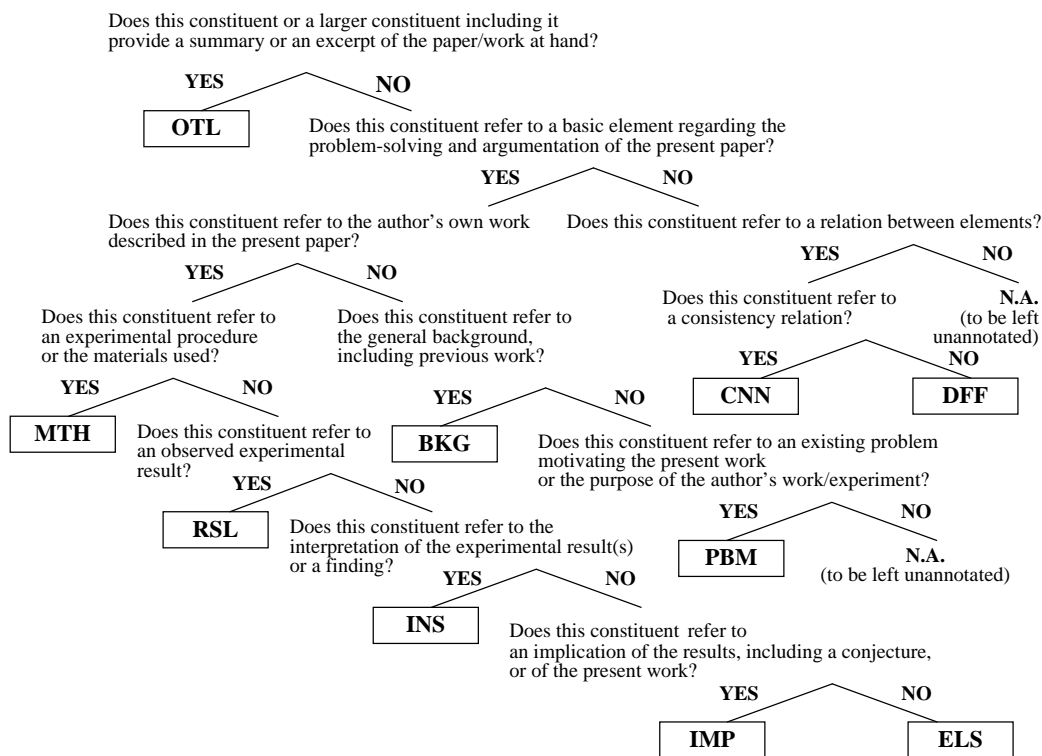 Does this constituent or a larger constituent including it
provide a summary or an excerpt of the paper/work at hand?
YES
NO
OTL
Does this constituent refer to a basic element regarding the
problem-solving and argumentation of the present paper?
YES
NO
Does this constituent refer to the author's own work
described in the present paper?
Does this constituent refer to a relation between elements?
YES
NO
YES
NO
Does this constituent refer to
an experimental procedure
or the materials used?
Does this constituent refer to
the general background,
including previous work?
Does this constituent refer to
a consistency relation?
N.A.
(to be left
unannotated)
YES
NO
YES
NO
YES
NO
MTH
Does this constituent refer to
an observed experimental
result?
BKG
Does this constituent refer to an existing problem
motivating the present work
or the purpose of the author's work/experiment?
CNN
DFF
YES
NO
YES
NO
RSL
Does this constituent refer to the
interpretation of the experimental result(s)
or a finding?
PBM
N.A.
(to be left unannotated)
YES
NO
INS
Does this constituent refer to
an implication of the results, including a conjecture,
or of the present work?
YES
NO
IMP
ELS